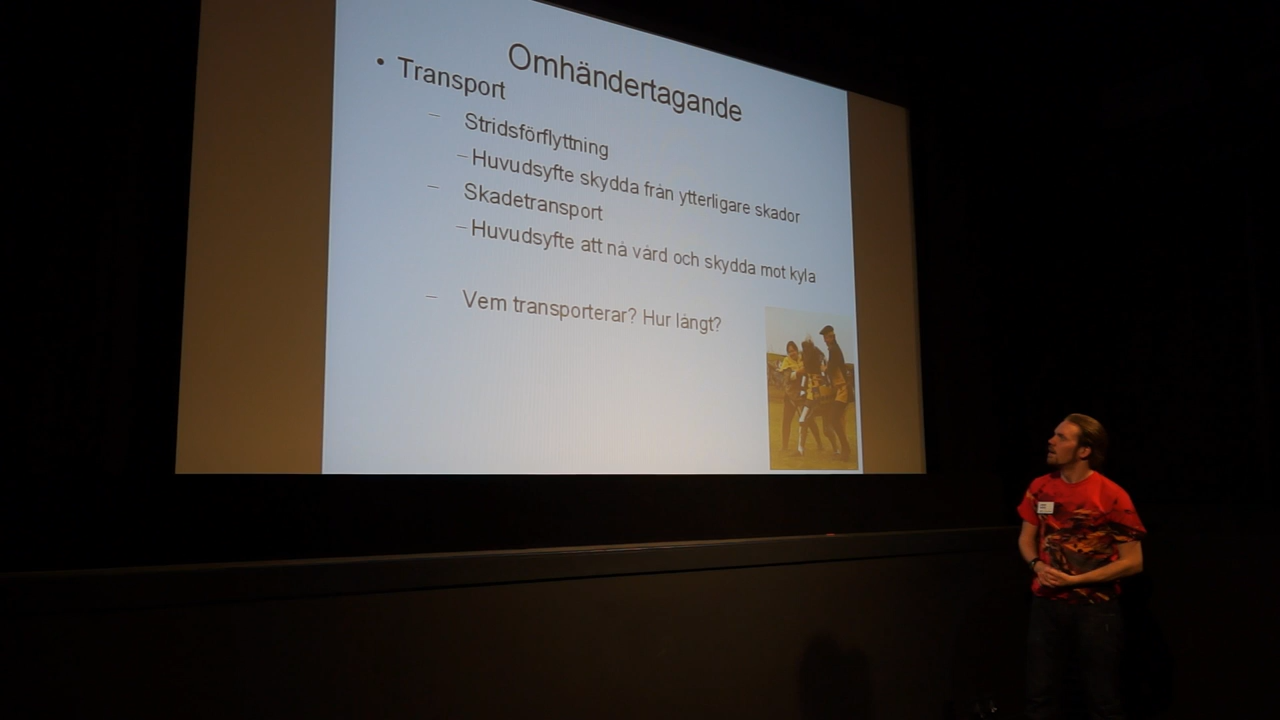 Omhändertagande
• Transport
– Stridsförflyttning
– Huvudsyfte skydda från ytterligare skador
– Skadetransport
– Huvudsyfte att nå vård och skydda mot kyla
– Vem transporterar? Hur långt?